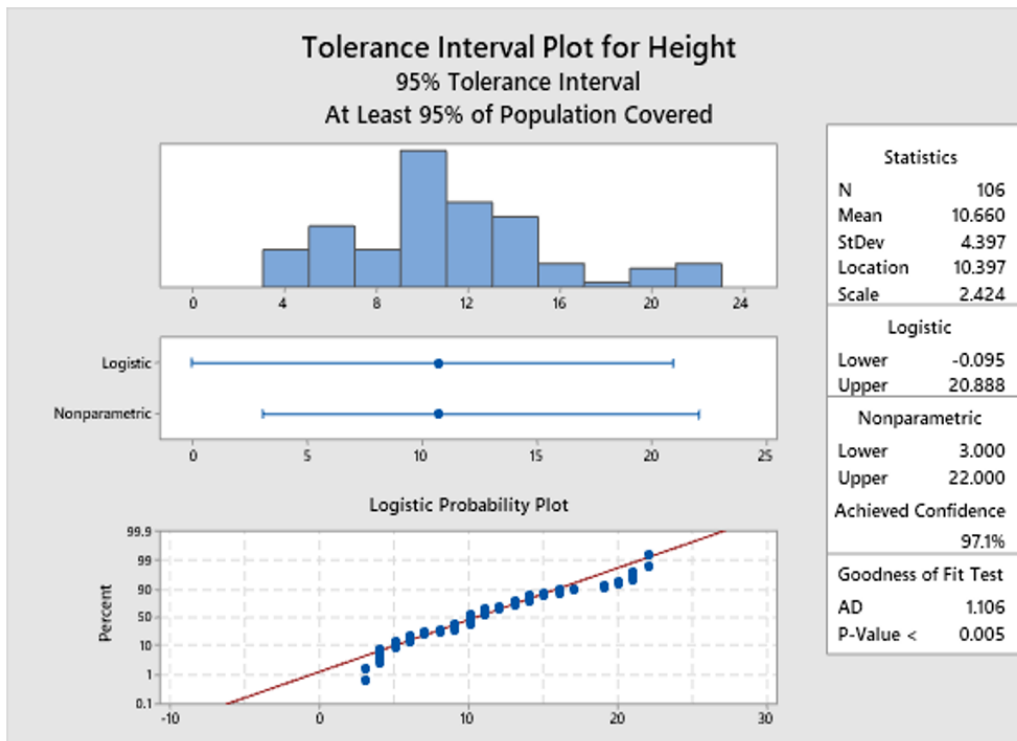 Tolerance Interval Plot for Height
95% Tolerance Interval
At Least 95% of Population Covered
0 4 8 12 16 20 24
Logistic
Nonparametric
0 5 10 15 20 25
Logistic Probability Plot
Percent
99.9
99
90
50
10
1
0.1
-10 0 10 20 30
Statistics
N 106
Mean 10.660
StDev 4.397
Location 10.397
Scale 2.424
Logistic
Lower -0.095
Upper 20.888
Nonparametric
Lower 3.000
Upper 22.000
Achieved Confidence
97.1%
Goodness of Fit Test
AD 1.106
P-Value < 0.005